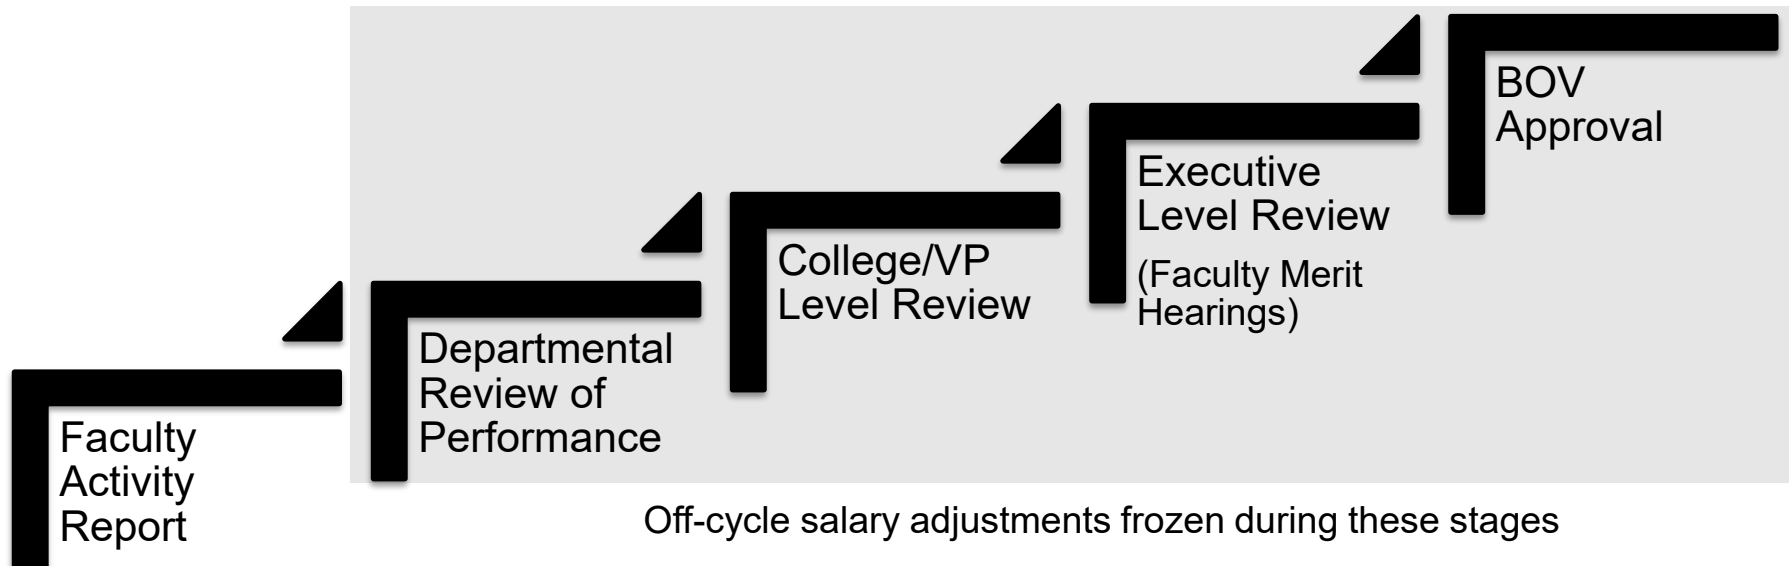 Faculty
Activity
Report
Departmental
Review of
Performance
College/VP
Level Review
Executive
Level Review
(Faculty Merit
Hearings)
BOV
Approval
Off-cycle salary adjustments frozen during these stages